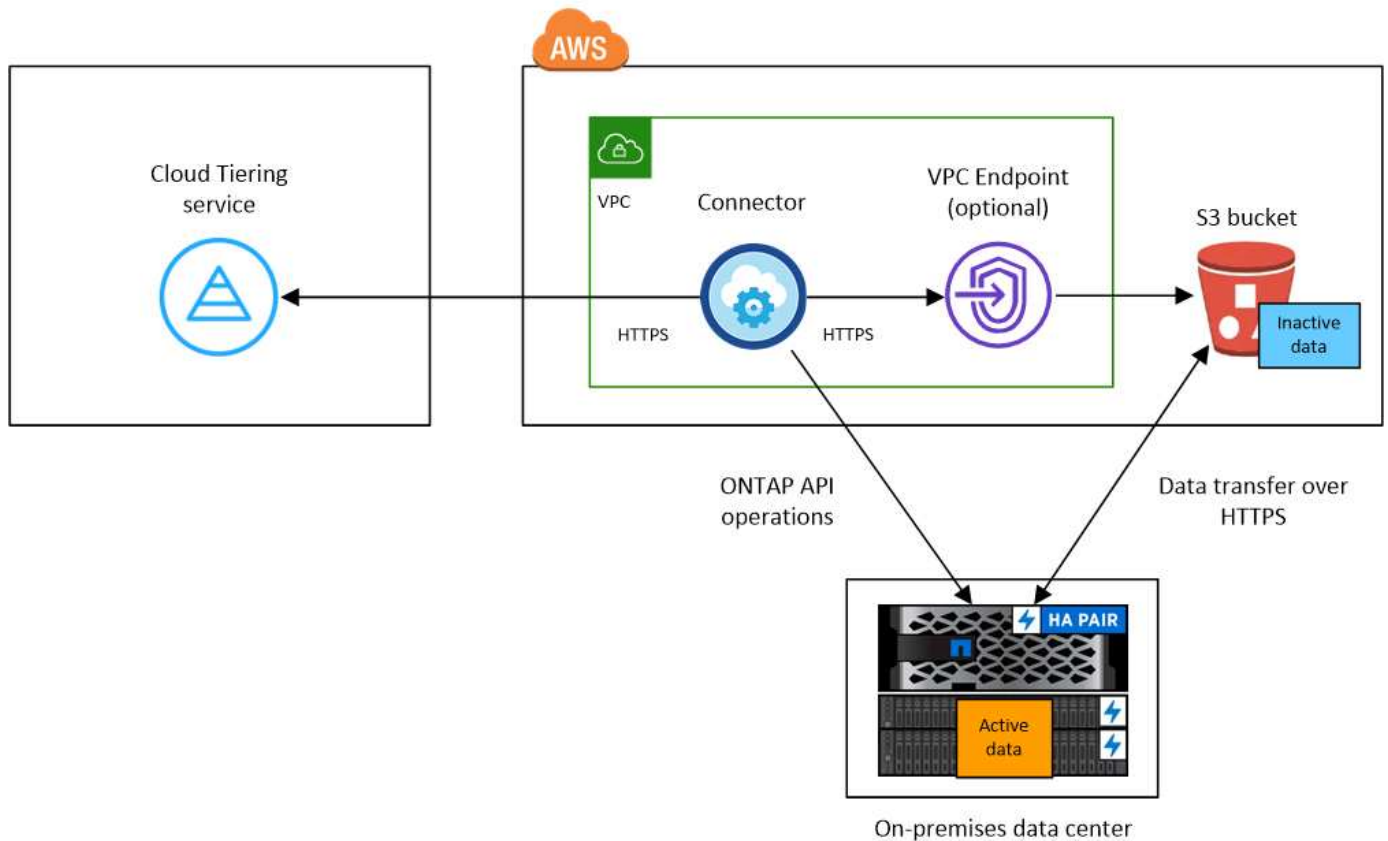 AWS
Cloud Tiering
service
VPC
Connector
VPC Endpoint
(optional)
S3 bucket
HTTPS
HTTPS
Inactive
data
ONTAP API
operations
Data transfer over
HTTPS
HA PAIR
Active
data
On-premises data center